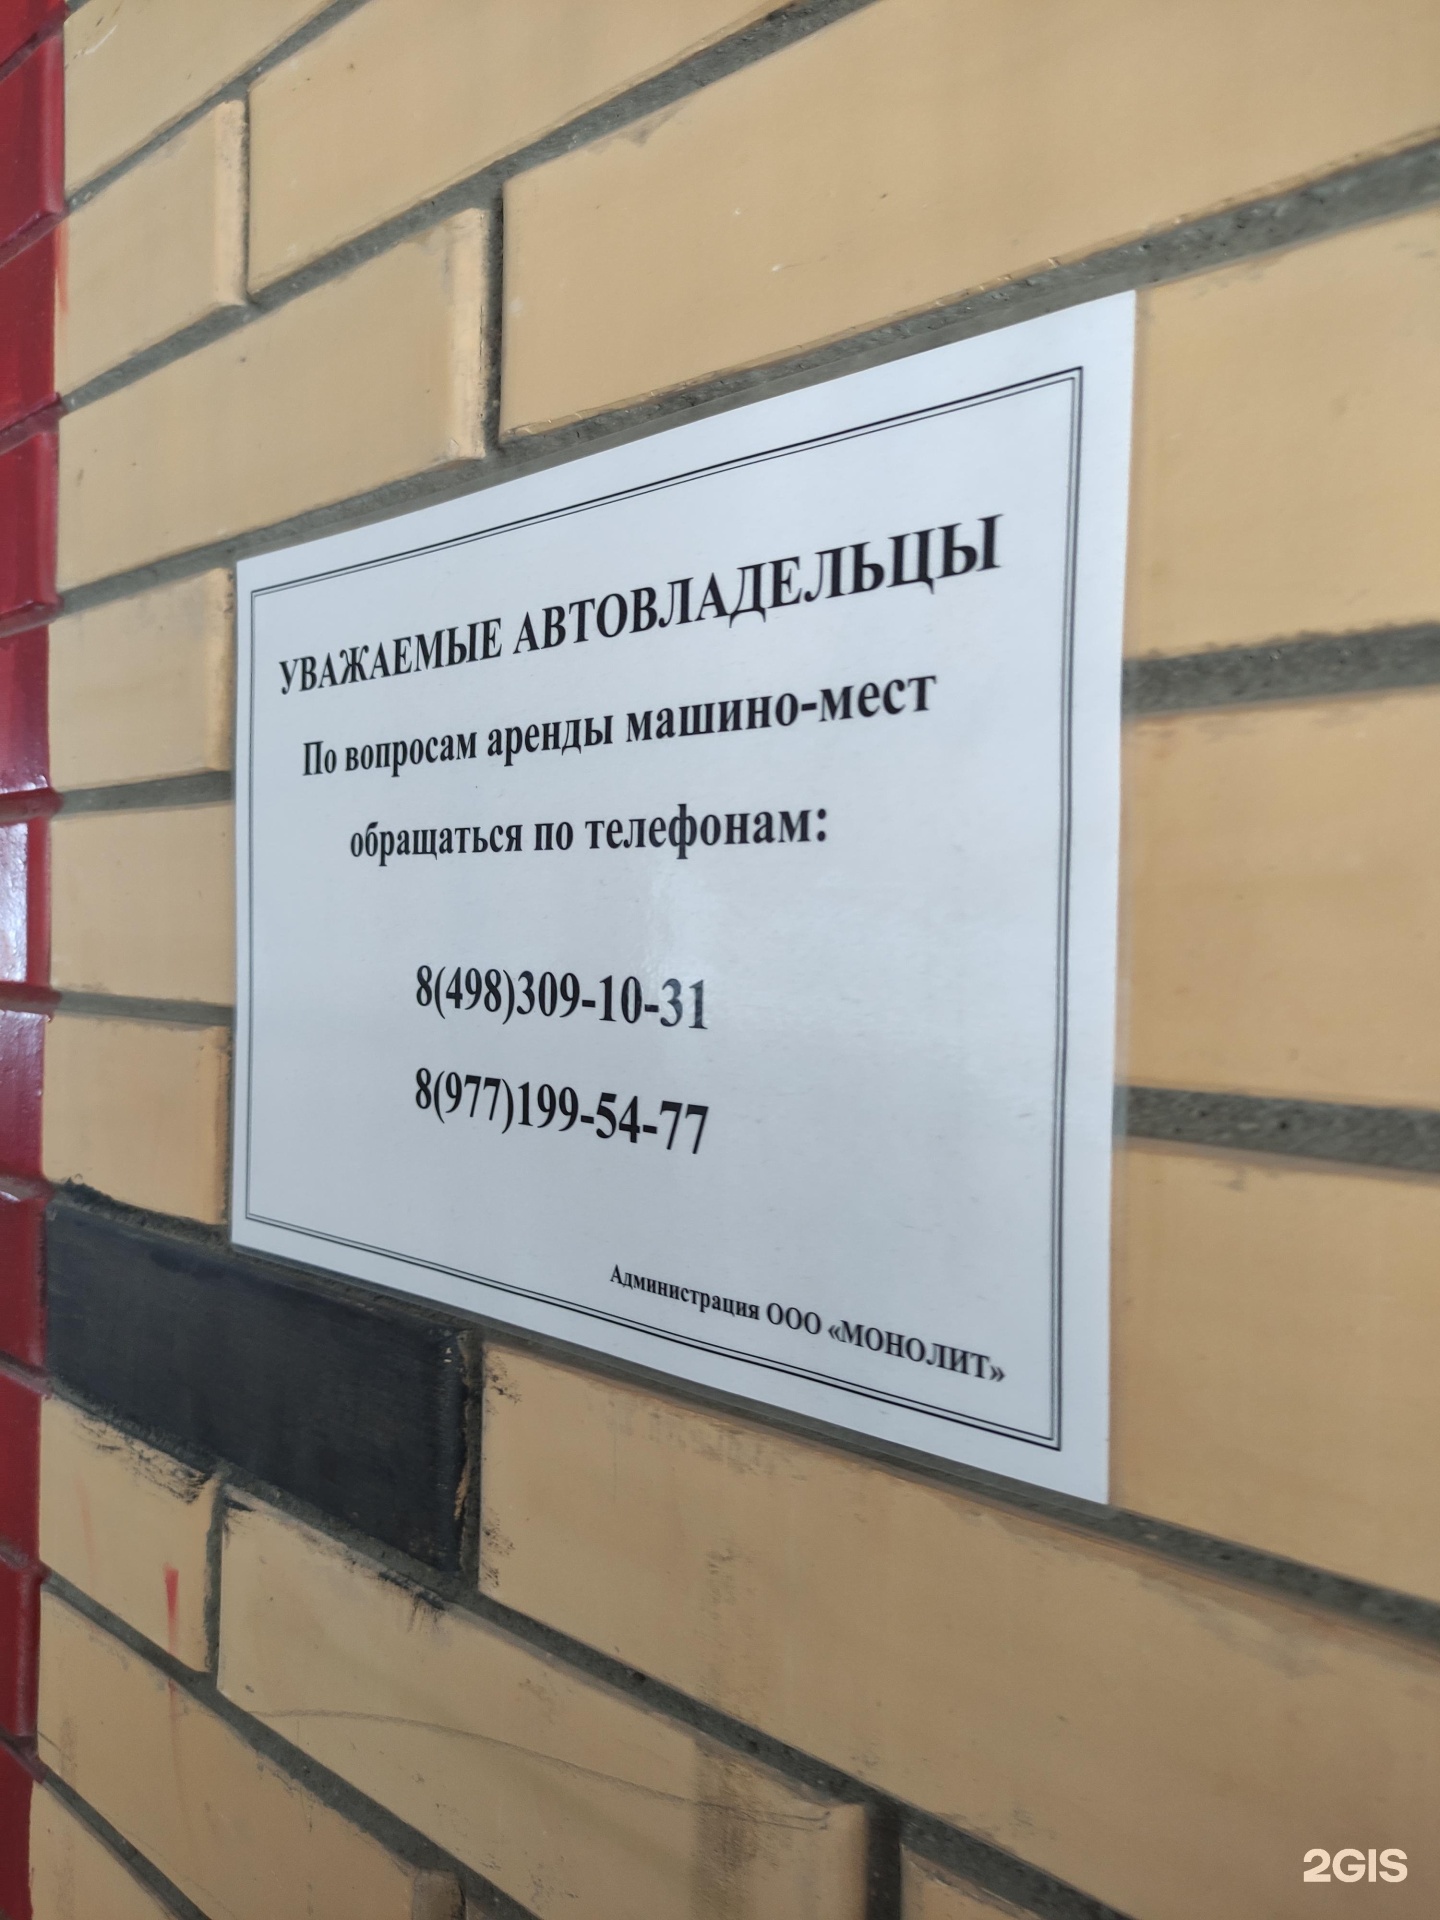 УВАЖАЕМЫЕ АВТОВЛАДЕЛЬЦЫ
По вопросам аренды машино-мест
обращаться по телефонам:
8(498)309-10-31
8(977)199-54-77
Администрация ООО «МОНОЛИТ»
2GIS